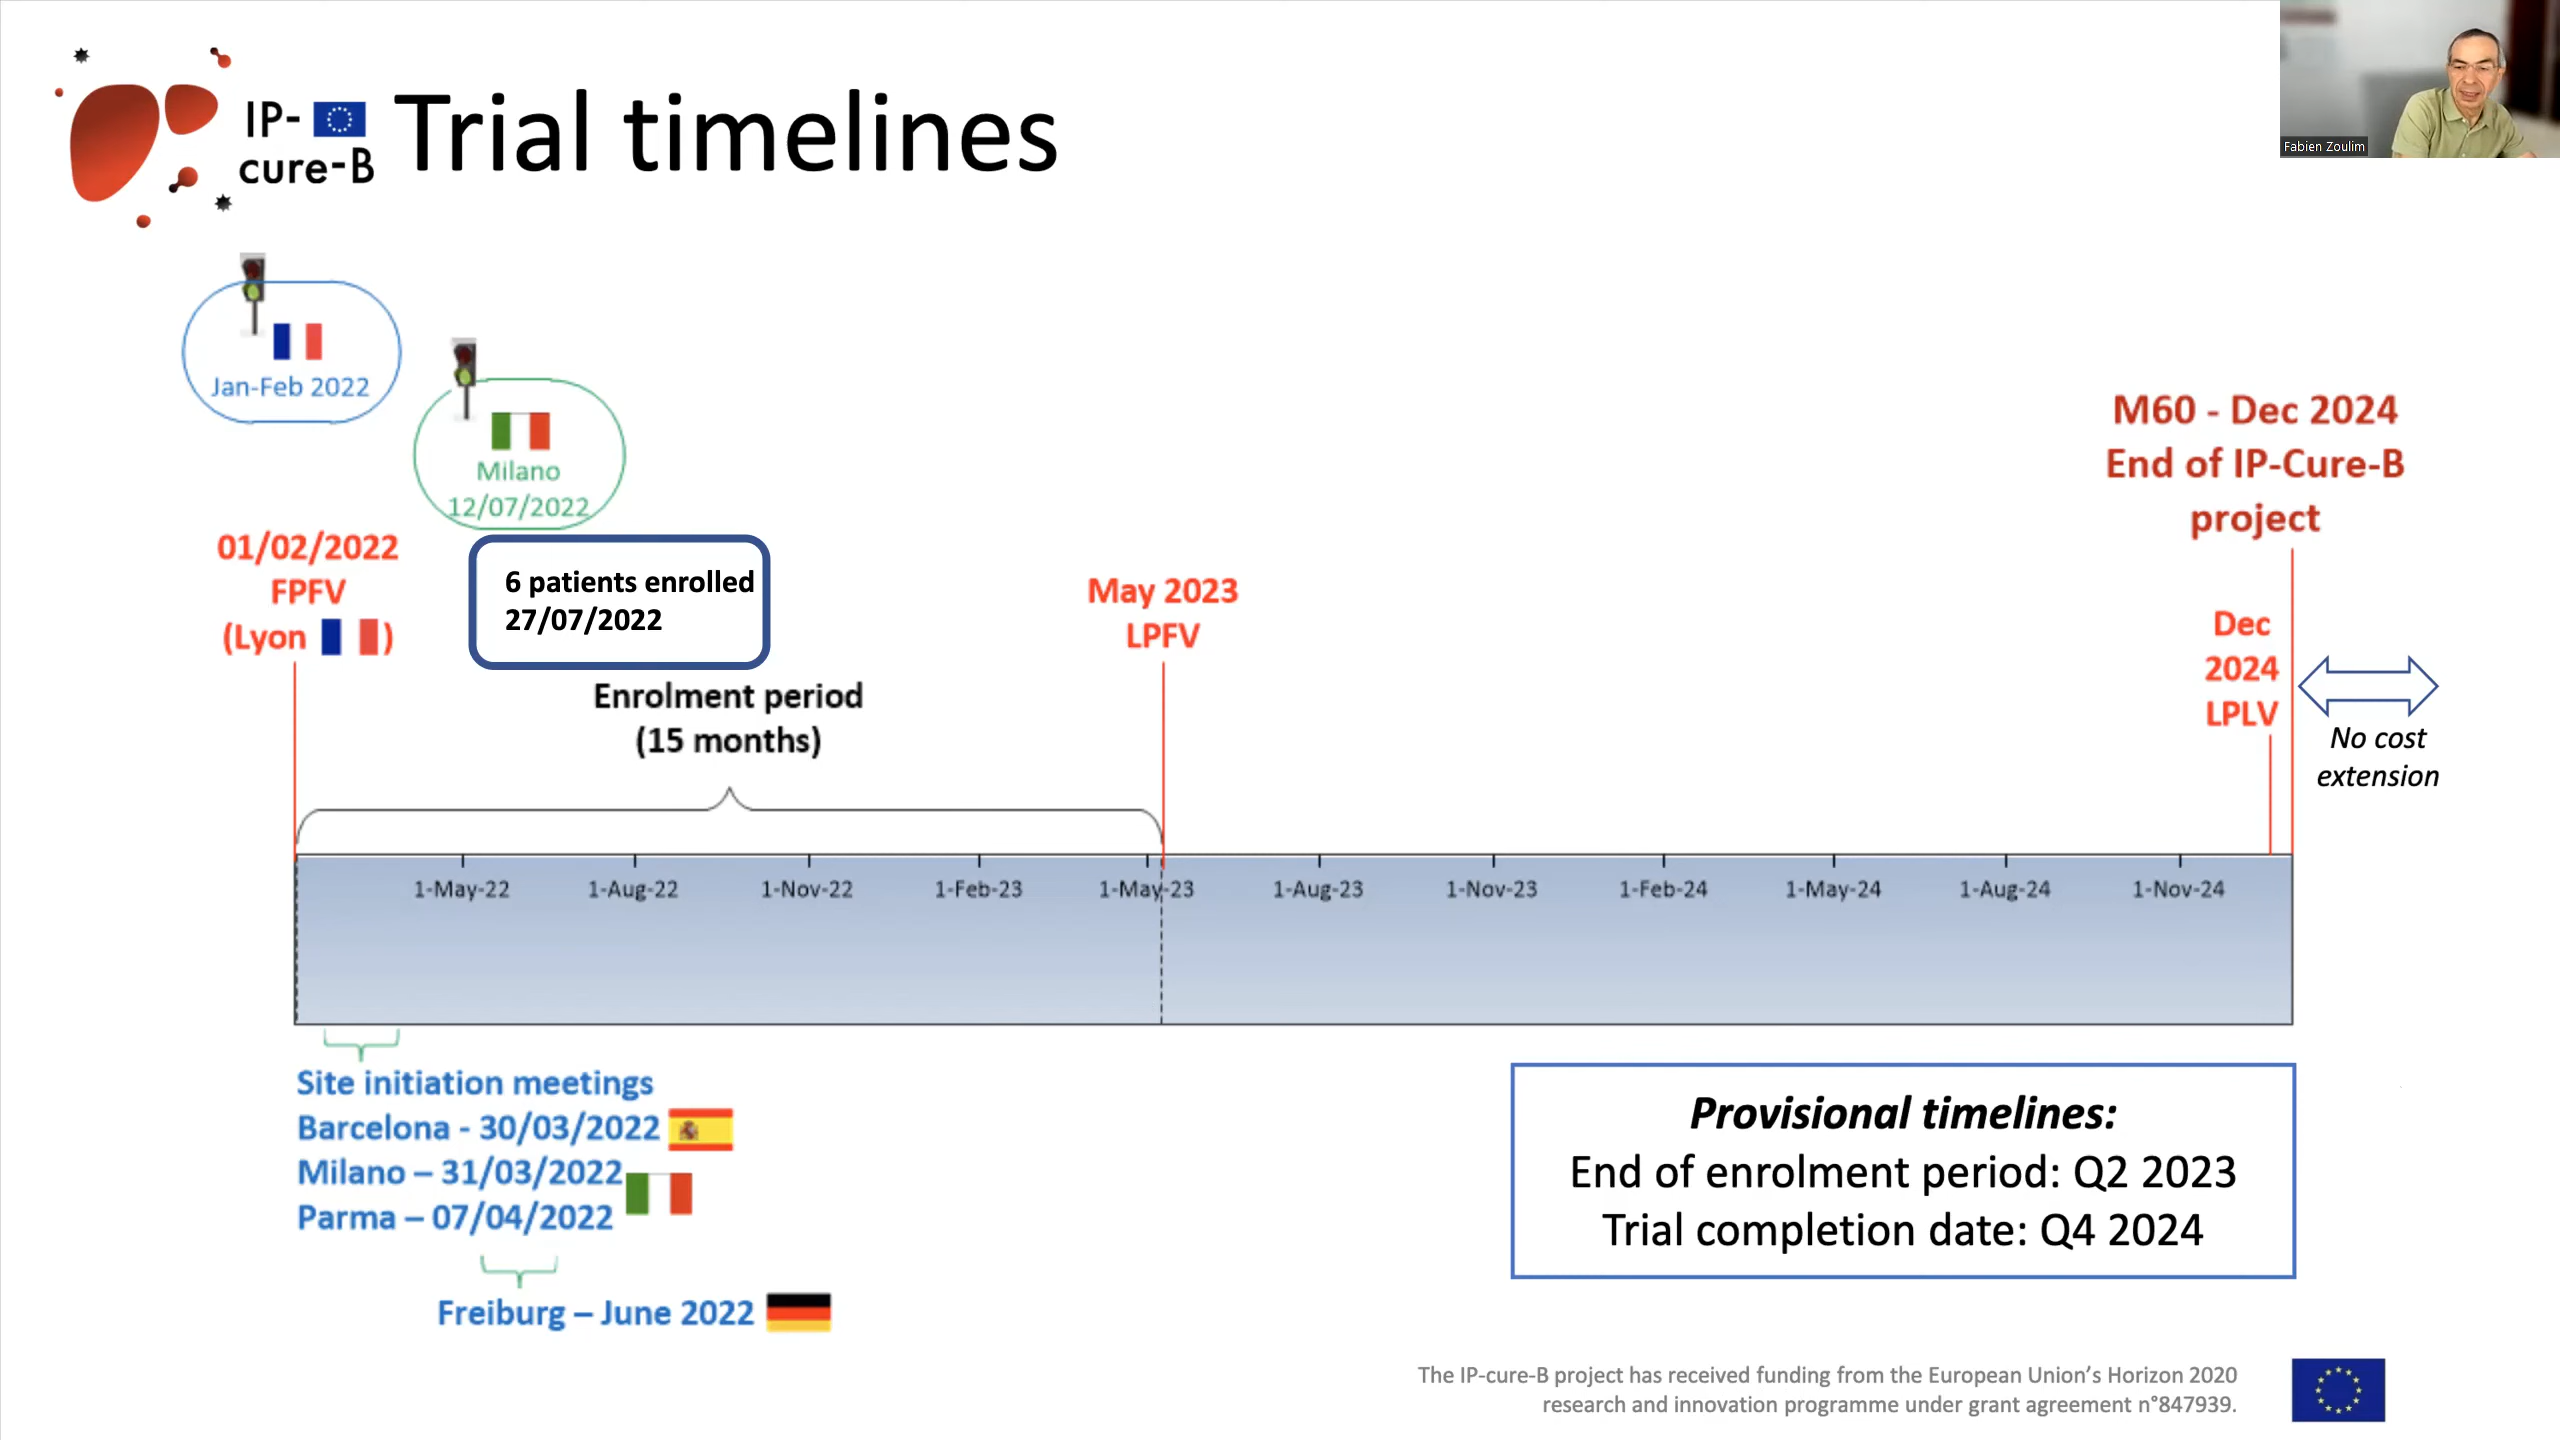 IP-
cure-B
Trial timelines
Fabien Zoulim
Jan-Feb 2022
Milano
12/07/2022
M60 - Dec 2024
End of IP-Cure-B
project
01/02/2022
FPFV
(Lyon )
6 patients enrolled
27/07/2022
May 2023
LPFV
Dec
2024
LPLV
No cost
extension
Enrolment period
(15 months)
1-May-22 1-Aug-22 1-Nov-22 1-Feb-23 1-May-23 1-Aug-23 1-Nov-23 1-Feb-24 1-May-24 1-Aug-24 1-Nov-24
Site initiation meetings
Barcelona - 30/03/2022
Milano – 31/03/2022
Parma – 07/04/2022
Freiburg – June 2022
Provisional timelines:
End of enrolment period: Q2 2023
Trial completion date: Q4 2024
The IP-cure-B project has received funding from the European Union’s Horizon 2020
research and innovation programme under grant agreement n°847939.